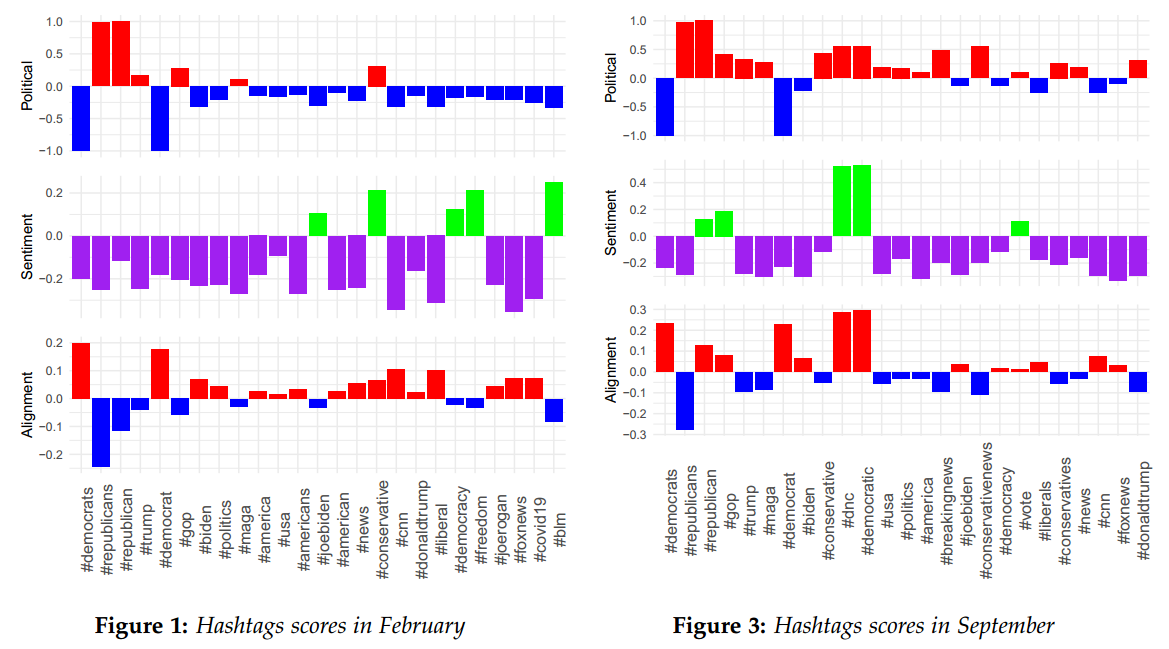 Political
1.0
0.5
0.0
−0.5
−1.0
Sentiment
0.2
0.0
−0.2
Alignment
0.2
0.1
0.0
−0.1
−0.2
#democrats
#republicans
#republican
#trump
#democrat
#gop
#biden
#politics
#maga
#america
#usa
#americans
#joebiden
#american
#news
#conservative
#cnn
#donaldtrump
#liberal
#democracy
#freedom
#joerogan
#foxnews
#covid19
#blm
Figure 1: Hashtags scores in February
Political
1.0
0.5
0.0
−0.5
−1.0
Sentiment
0.4
0.2
0.0
−0.2
Alignment
0.3
0.2
0.1
0.0
−0.1
−0.2
−0.3
#democrats
#republicans
#republican
#gop
#trump
#maga
#democrat
#biden
#conservative
#dnc
#democratic
#usa
#politics
#america
#breakingnews
#joebiden
#conservativenews
#democracy
#vote
#liberals
#conservatives
#news
#cnn
#foxnews
#donaldtrump
Figure 3: Hashtags scores in September